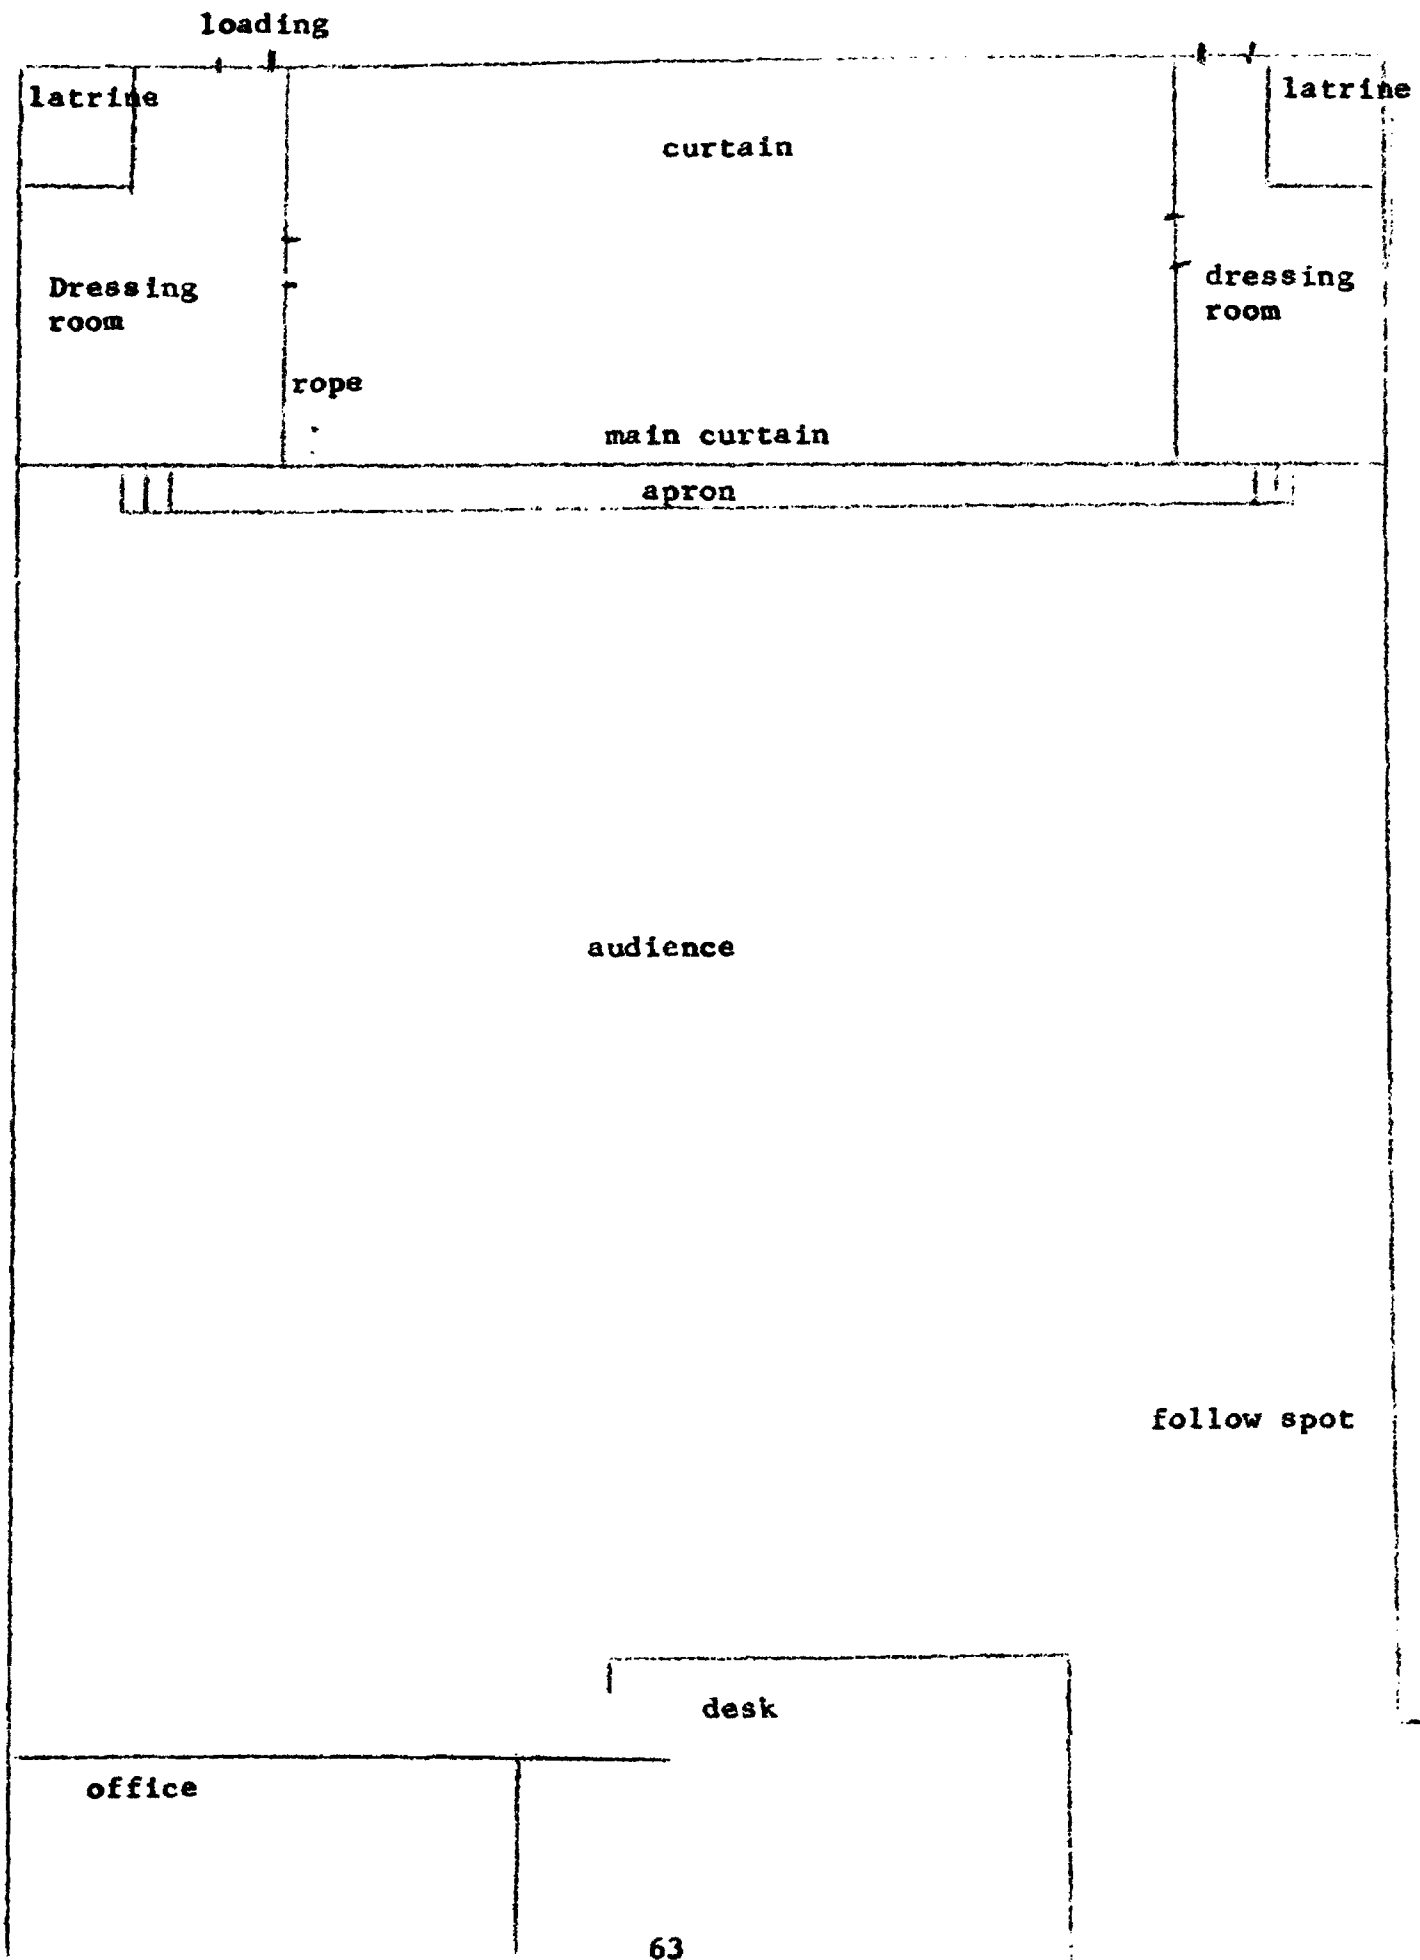 loading
latrine
latrine
curtain
Dressing
room
dressing
room
rope
main curtain
apron
audience
follow spot
desk
office
63